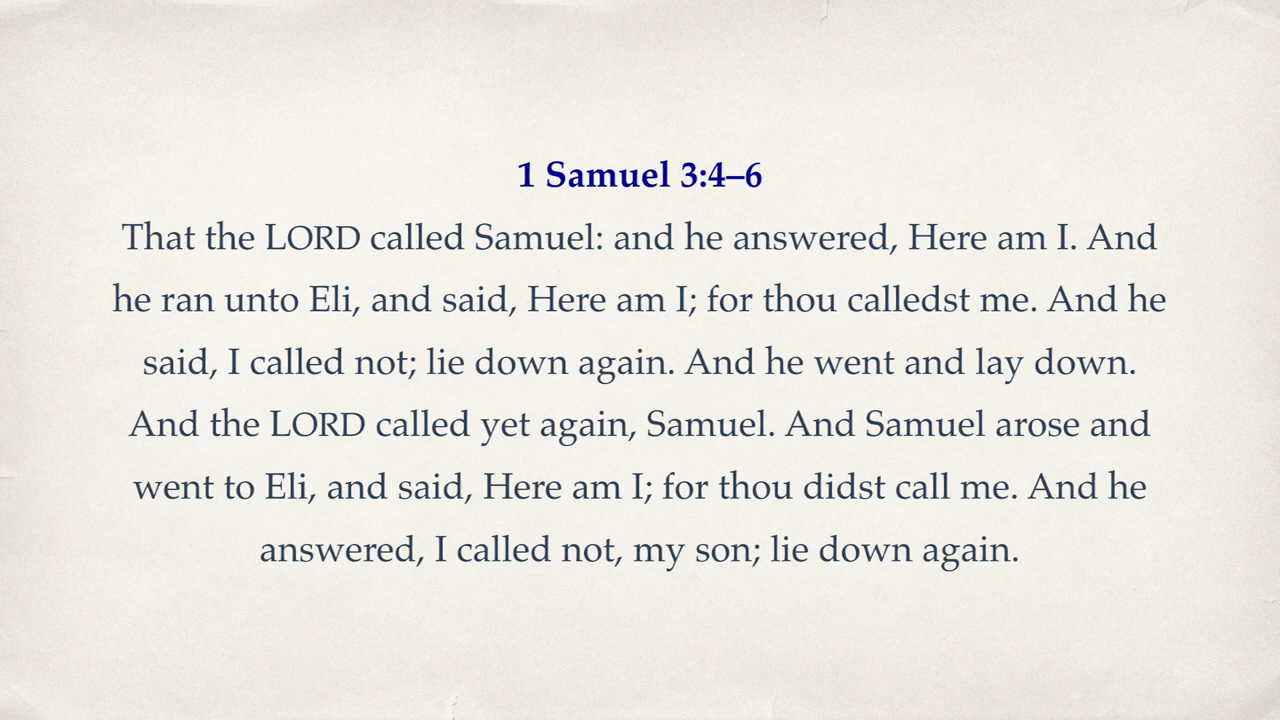 1 Samuel 3:4–6
That the LORD called Samuel: and he answered, Here am I. And
he ran unto Eli, and said, Here am I; for thou calledst me. And he
said, I called not; lie down again. And he went and lay down.
And the LORD called yet again, Samuel. And Samuel arose and
went to Eli, and said, Here am I; for thou didst call me. And he
answered, I called not, my son; lie down again.